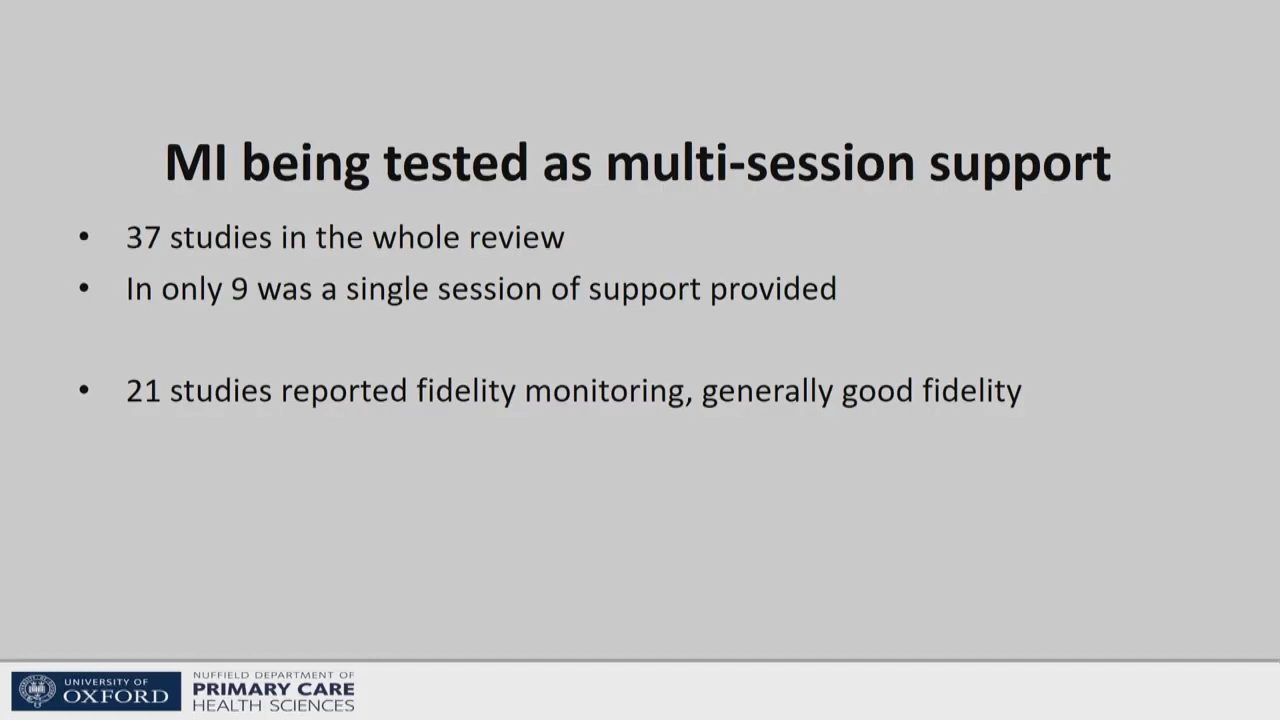 MI being tested as multi-session support
• 37 studies in the whole review
• In only 9 was a single session of support provided
• 21 studies reported fidelity monitoring, generally good fidelity
UNIVERSITY OF
OXFORD
NUFFIELD DEPARTMENT OF
PRIMARY CARE
HEALTH SCIENCES